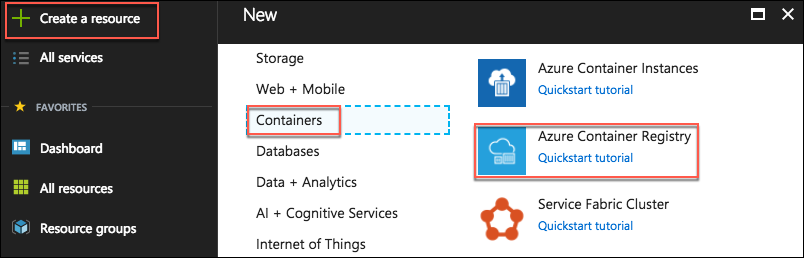 Create a resource
All services
FAVORITES
Dashboard
All resources
Resource groups
New
Storage
Web + Mobile
Containers
Databases
Data + Analytics
AI + Cognitive Services
Internet of Things
Azure Container Instances
Quickstart tutorial
Azure Container Registry
Quickstart tutorial
Service Fabric Cluster
Quickstart tutorial